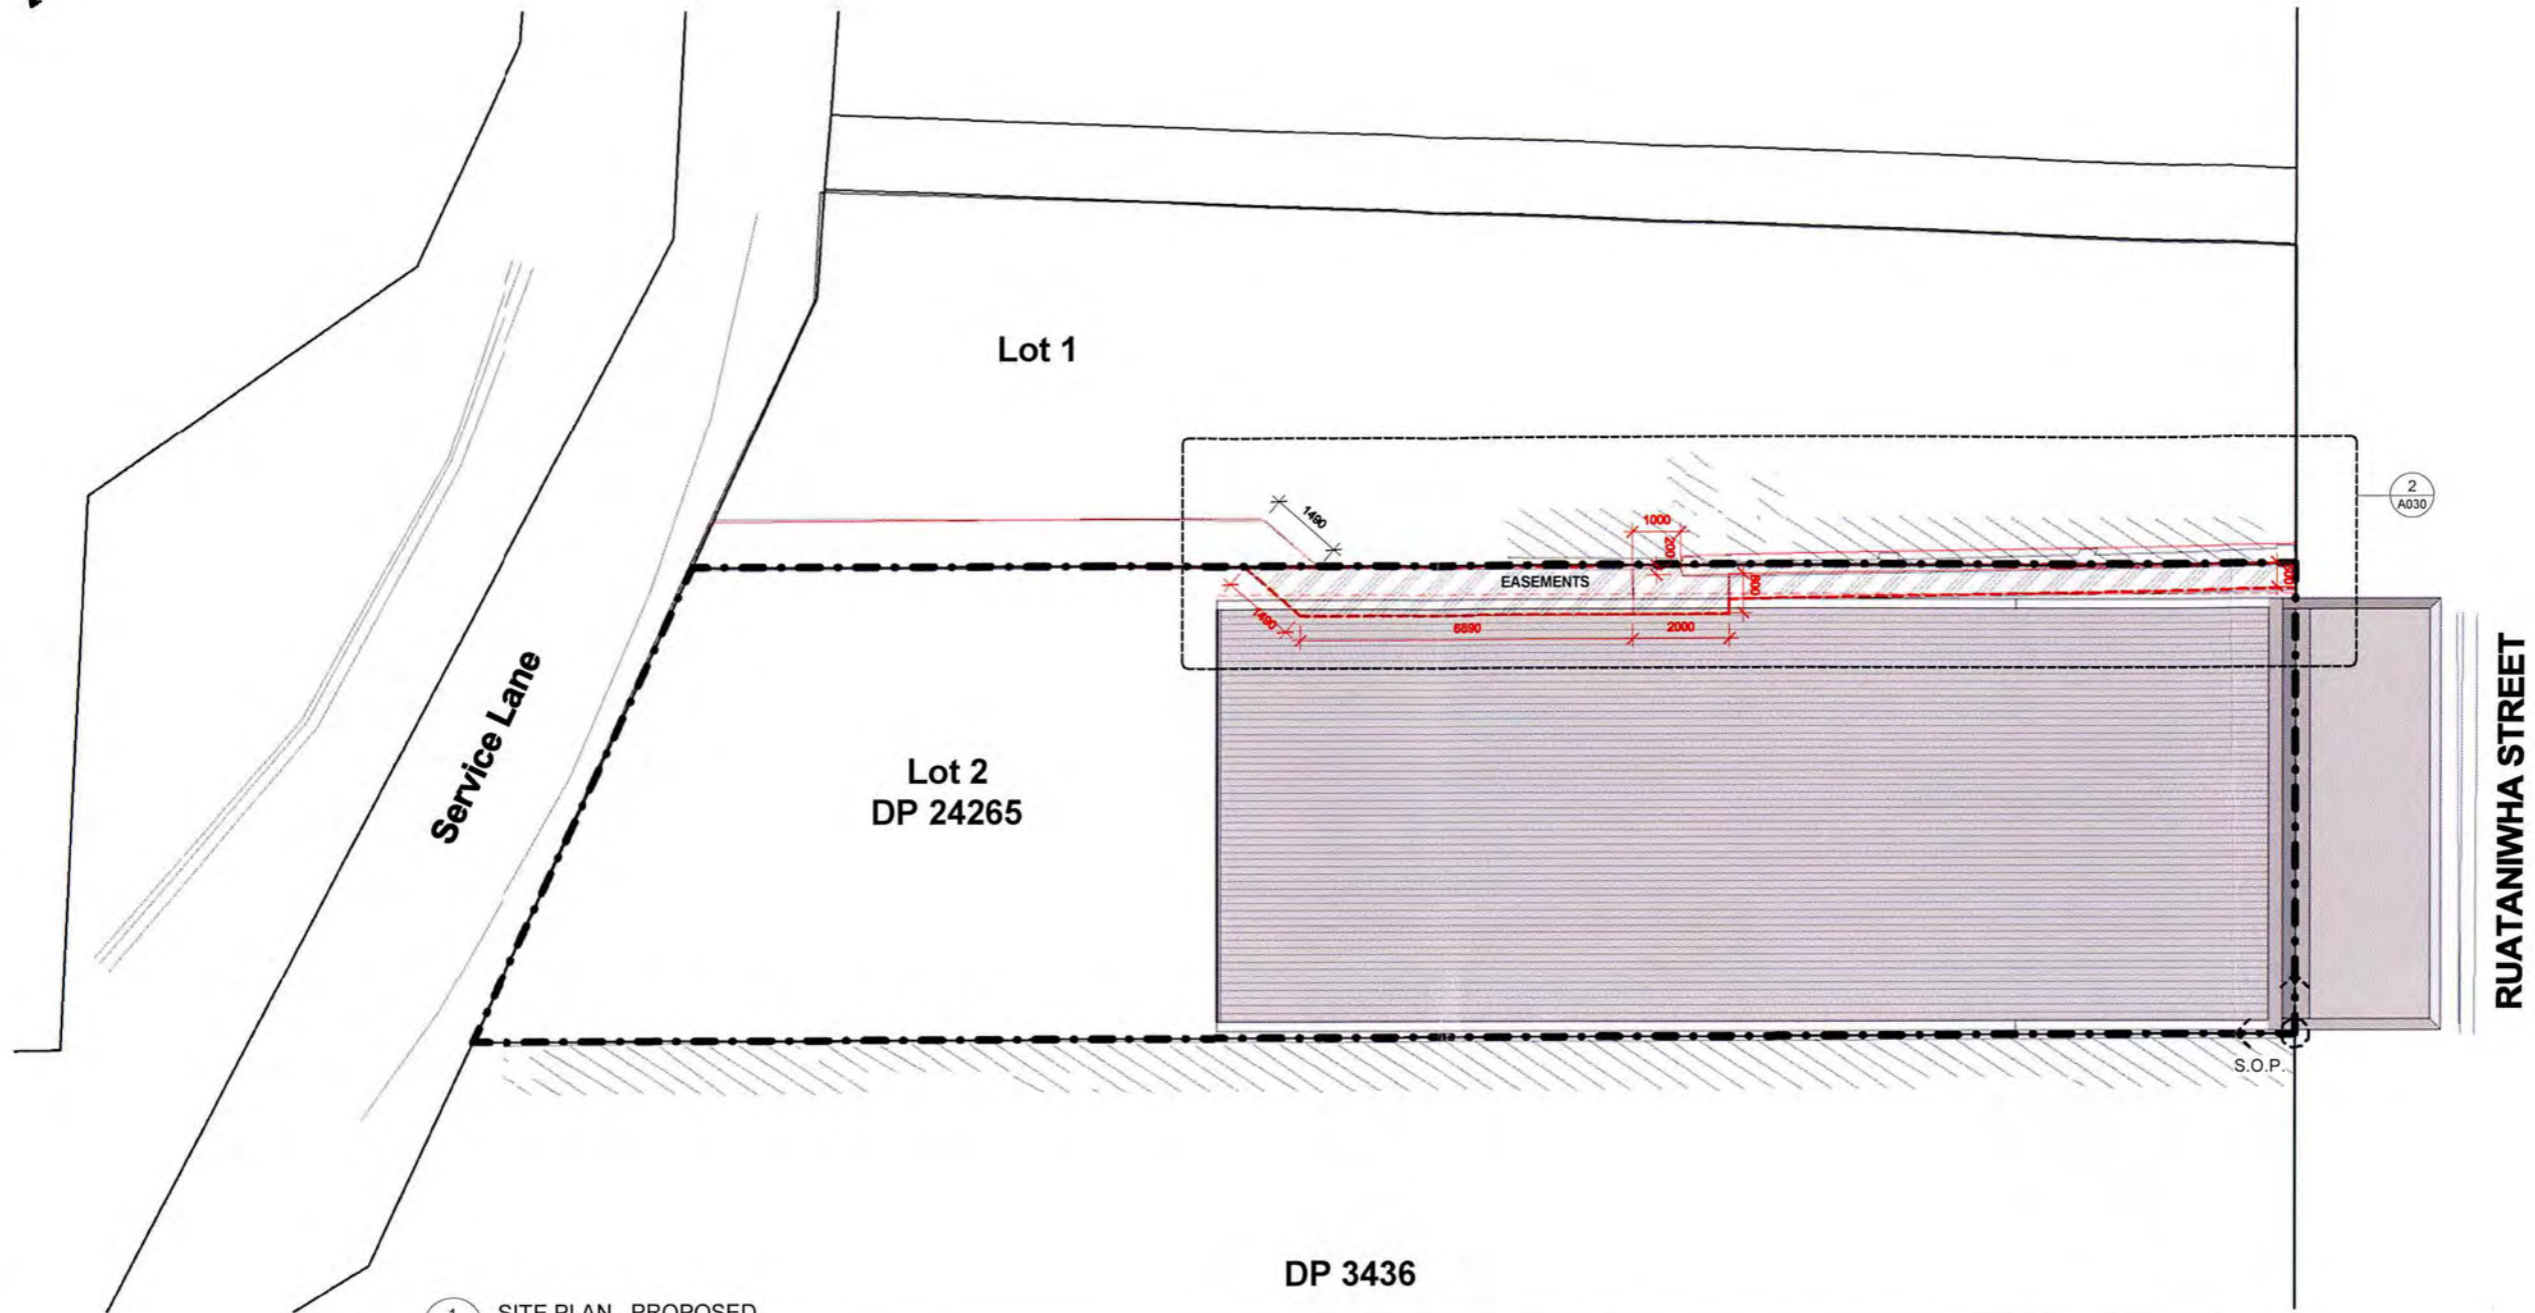 Lot 1
2
A030
1490
1000
200
EASEMENTS
800
1490
6890
2000
Service Lane
Lot 2
DP 24265
RUATANIWHA STREET
S.O.P.
DP 3436
1
SITE PLAN - PROPOSED